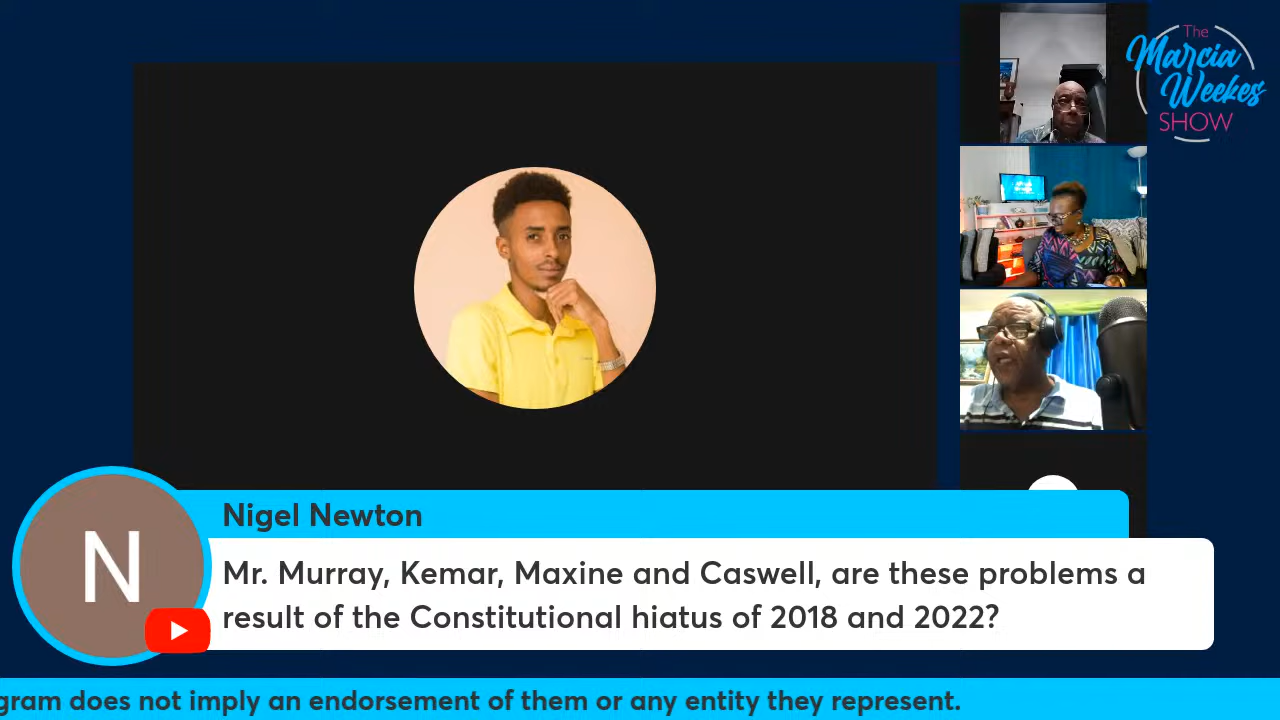 The
Marcia
Weekes
SHOW
N
Nigel Newton
Mr. Murray, Kemar, Maxine and Caswell, are these problems a
result of the Constitutional hiatus of 2018 and 2022?
gram does not imply an endorsement of them or any entity they represent.